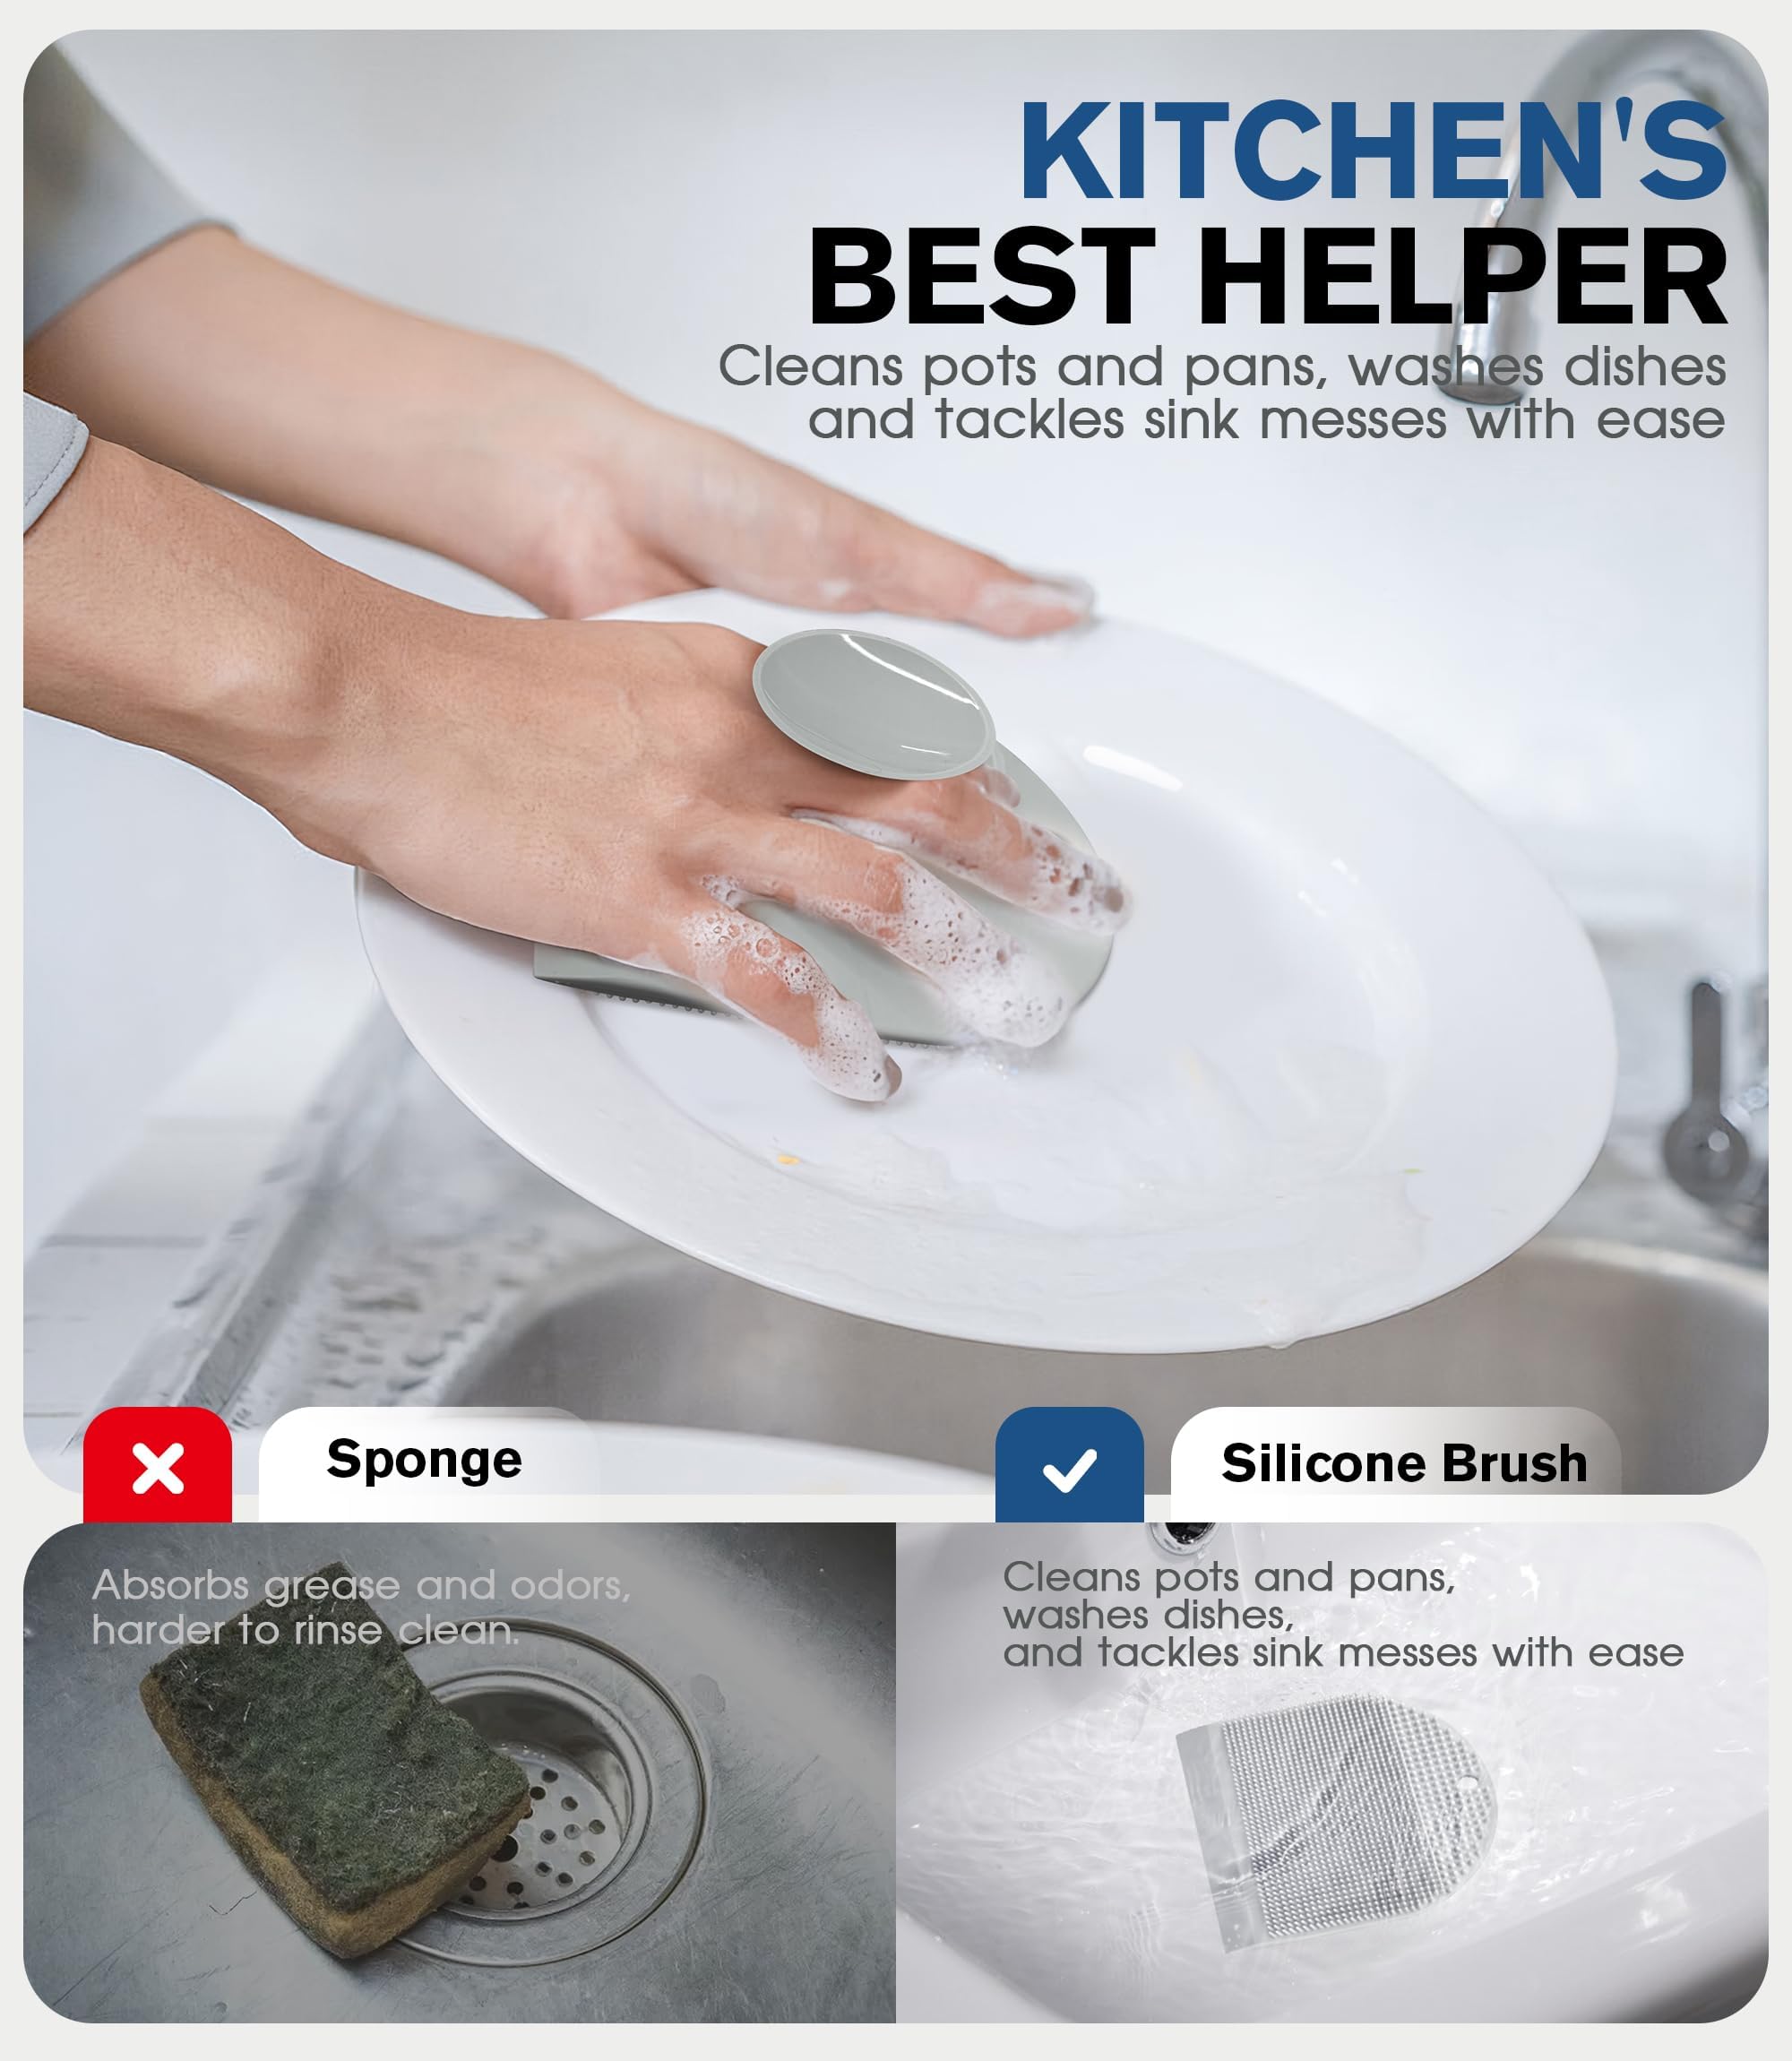 KITCHEN'S
BEST HELPER
Cleans pots and pans, washes dishes
and tackles sink messes with ease
Sponge
Silicone Brush
Absorbs grease and odors,
harder to rinse clean.
Cleans pots and pans,
washes dishes,
and tackles sink messes with ease